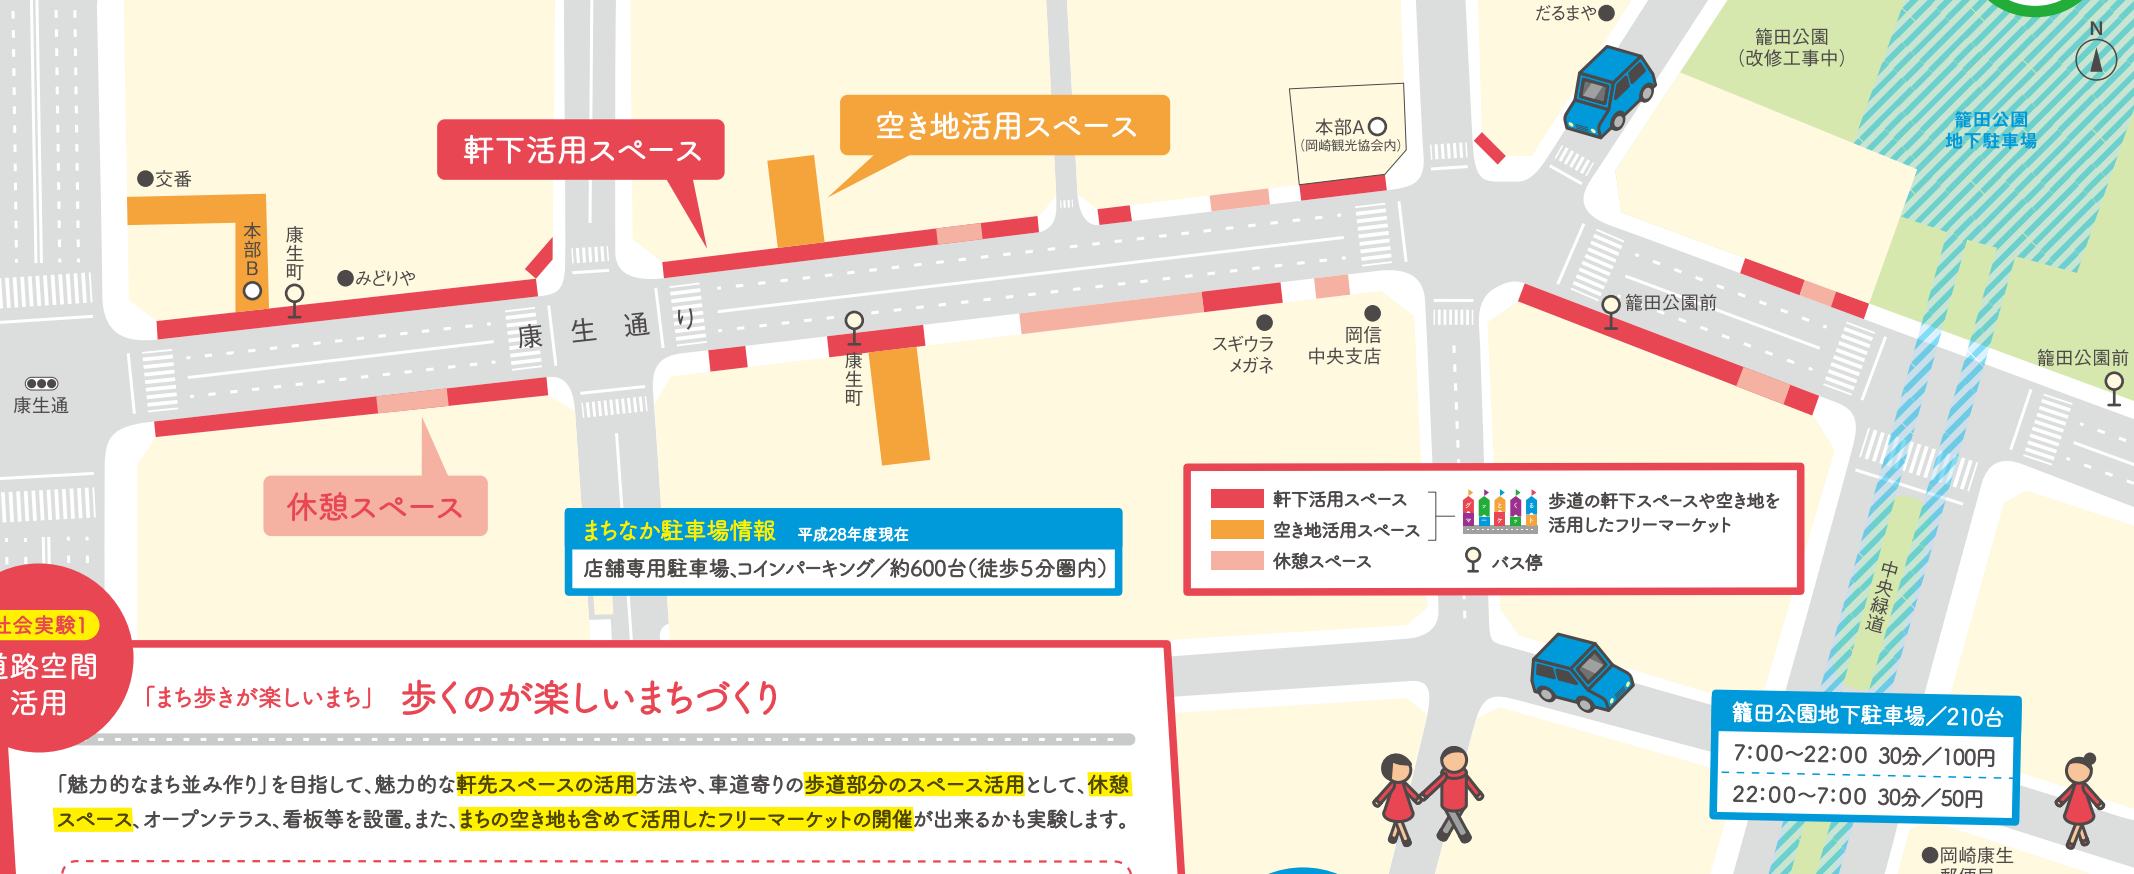 だるまや
籠田公園
（改修工事中）
N
籠田公園
地下駐車場
空き地活用スペース
軒下活用スペース
本部A
（岡崎観光協会内）
交番
本部B
康生町
みどりや
康生通り
籠田公園前
康生町
スギウラ
メガネ
岡信
中央支店
籠田公園前
康生通
休憩スペース
まちなか駐車場情報 平成28年度現在
店舗専用駐車場、コインパーキング／約600台（徒歩5分圏内）
軒下活用スペース
空き地活用スペース
休憩スペース
歩道の軒下スペースや空き地を
活用したフリーマーケット
バス停
中央緑道
社会実験1
道路空間
活用
「まち歩きが楽しいまち」 歩くのが楽しいまちづくり
「魅力的なまち並み作り」を目指して、魅力的な軒先スペースの活用方法や、車道寄りの歩道部分のスペース活用として、休憩
スペース、オープンテラス、看板等を設置。また、まちの空き地も含めて活用したフリーマーケットの開催が出来るかも実験します。
籠田公園地下駐車場／210台
7:00〜22:00 30分／100円
22:00〜7:00 30分／50円
岡崎康生